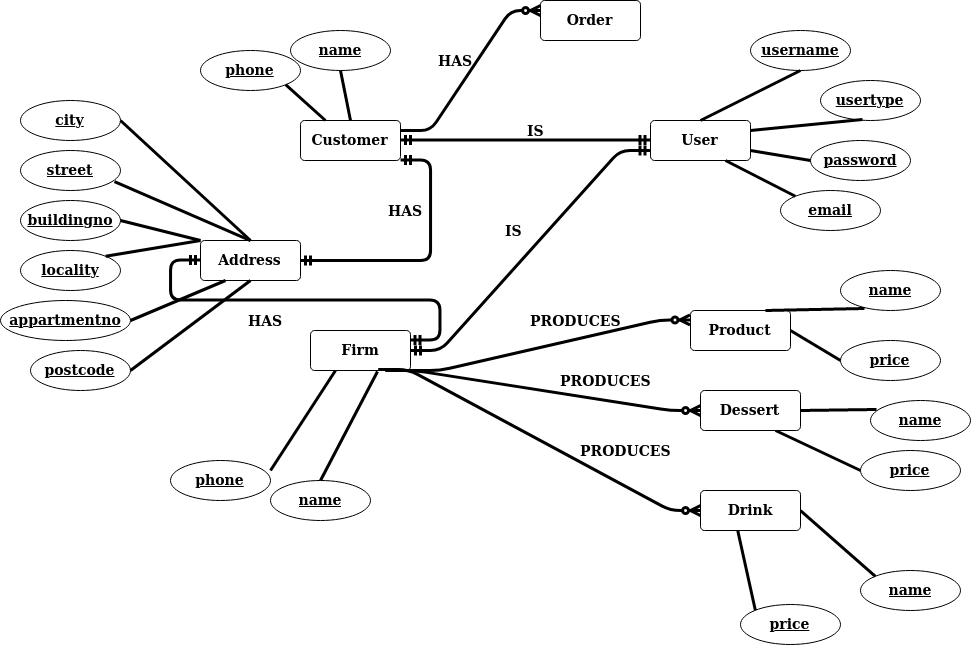 Order
name
username
HAS
phone
usertype
city
IS
Customer
User
password
street
HAS
email
buildingno
IS
Address
locality
name
appartmentno
HAS
PRODUCES
Product
Firm
price
postcode
PRODUCES
Dessert
name
PRODUCES
price
phone
name
Drink
name
price